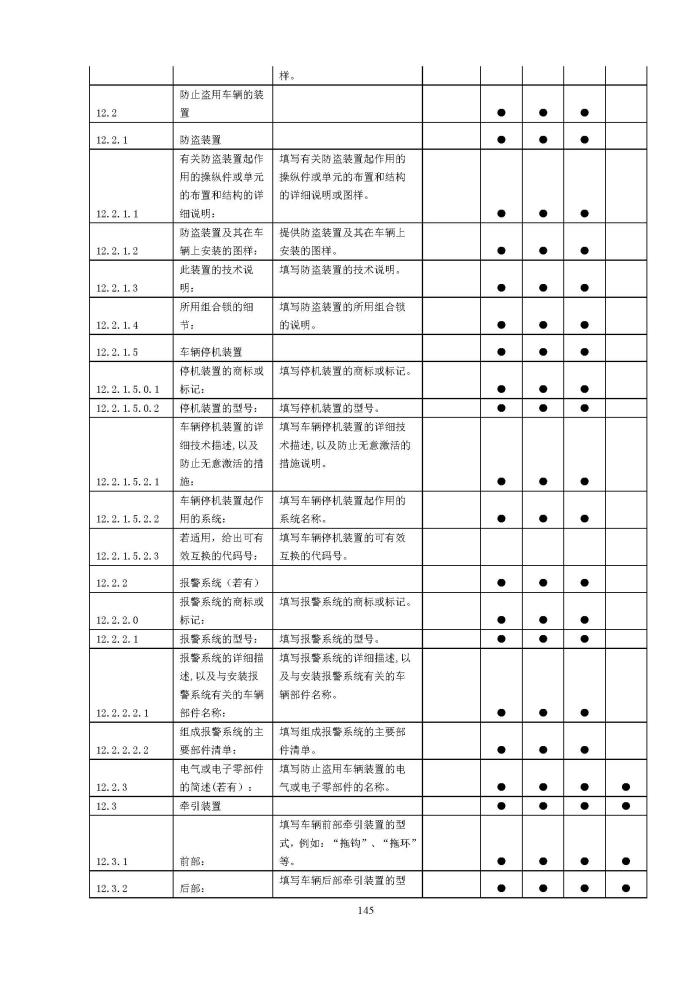 样。
防止盗用车辆的装
12.2 置 ● ● ●
12.2.1 防盗装置 ● ● ●
有关防盗装置起作 填写有关防盗装置起作用的
用的操纵件或单元 操纵件或单元的布置和结构
的布置和结构的详 的详细说明或图样。
12.2.1.1 细说明: ● ● ●
防盗装置及其在车 提供防盗装置及其在车辆上
12.2.1.2 辆上安装的图样: 安装的图样。 ● ● ●
此装置的技术说 填写防盗装置的技术说明。
12.2.1.3 明: ● ● ●
所用组合锁的细 填写防盗装置的所用组合锁
12.2.1.4 节: 的说明。 ● ● ●
12.2.1.5 车辆停机装置 ● ● ●
停机装置的商标或 填写停机装置的商标或标记。
12.2.1.5.0.1 标记: ● ● ●
12.2.1.5.0.2 停机装置的型号: 填写停机装置的型号。 ● ● ●
车辆停机装置的详 填写车辆停机装置的详细技
细技术描述,以及 术描述,以及防止无意激活的
防止无意激活的措 措施说明。
12.2.1.5.2.1 施: ● ● ●
车辆停机装置起作 填写车辆停机装置起作用的
12.2.1.5.2.2 用的系统: 系统名称。 ● ● ●
若适用，给出可有 填写车辆停机装置的可有效
12.2.1.5.2.3 效互换的代码号: 互换的代码号。
12.2.2 报警系统（若有） ● ● ●
报警系统的商标或 填写报警系统的商标或标记。
12.2.2.0 标记: ● ● ●
12.2.2.1 报警系统的型号: 填写报警系统的型号。 ● ● ●
报警系统的详细描 填写报警系统的详细描述,以
述,以及与安装报 及与安装报警系统有关的车
警系统有关的车辆 辆部件名称。
12.2.2.2.1 部件名称: ● ● ●
组成报警系统的主 填写组成报警系统的主要部
12.2.2.2.2 要部件清单: 件清单。 ● ● ●
电气或电子零部件 填写防止盗用车辆装置的电
12.2.3 的简述(若有)： 气或电子零部件的名称。 ● ● ● ●
12.3 牵引装置 ● ● ● ●
填写车辆前部牵引装置的型
式，例如：“拖钩”、“拖环”
12.3.1 前部: 等。 ● ● ● ●
填写车辆后部牵引装置的型
12.3.2 后部: ● ● ● ●
145